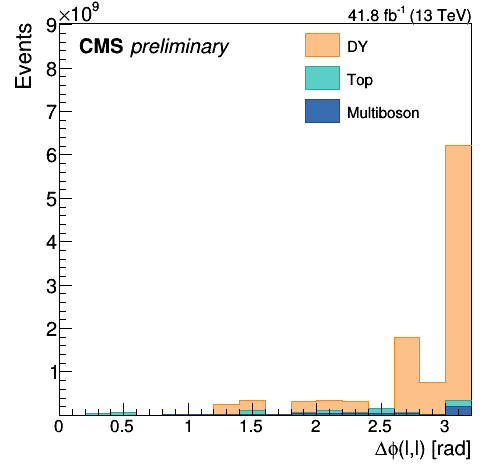 ×10⁹
41.8 fb⁻¹ (13 TeV)
Events
CMS preliminary
DY
Top
Multiboson
9
8
7
6
5
4
3
2
1
0 0.5 1 1.5 2 2.5 3
Δϕ(l,l) [rad]